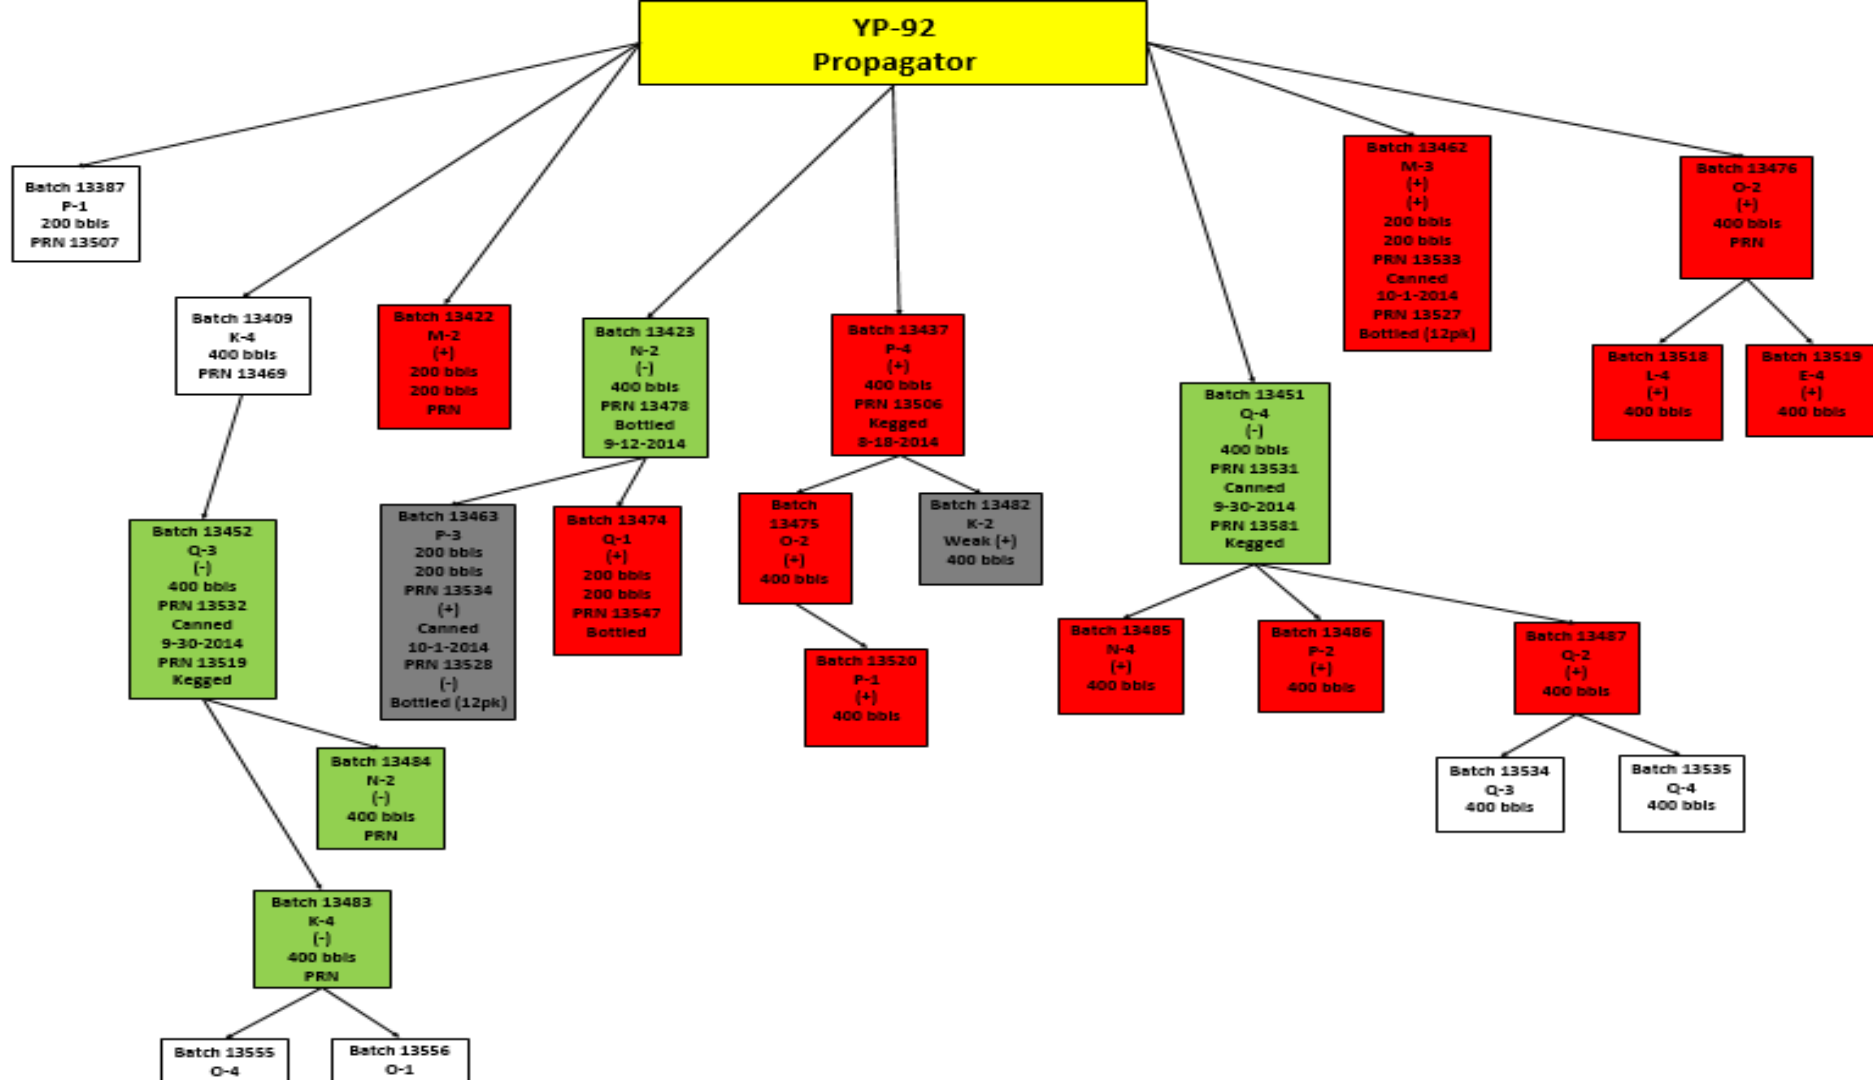 YP-92
Propagator
Batch 13387
P-1
200 bbls
PRN 13507
Batch 13409
K-4
400 bbls
PRN 13469
Batch 13422
M-2
(+)
200 bbls
200 bbls
PRN
Batch 13423
N-2
(-)
400 bbls
PRN 13478
Bottled
9-12-2014
Batch 13437
P-4
(+)
400 bbls
PRN 13506
Kegged
8-18-2014
Batch 13451
Q-4
(-)
400 bbls
PRN 13531
Canned
9-30-2014
PRN 13581
Kegged
Batch 13462
M-3
(+)
(+)
200 bbls
200 bbls
PRN 13533
Canned
10-1-2014
PRN 13527
Bottled (12pk)
Batch 13476
O-2
(+)
400 bbls
PRN
Batch 13518
L-4
(+)
400 bbls
Batch 13519
E-4
(+)
400 bbls
Batch 13452
Q-3
(-)
400 bbls
PRN 13532
Canned
9-30-2014
PRN 13519
Kegged
Batch 13463
P-3
200 bbls
200 bbls
PRN 13534
(+)
Canned
10-1-2014
PRN 13528
(-)
Bottled (12pk)
Batch 13474
Q-1
(+)
200 bbls
200 bbls
PRN 13547
Bottled
Batch
13475
O-2
(+)
400 bbls
Batch 13482
K-2
Weak (+)
400 bbls
Batch 13520
P-1
(+)
400 bbls
Batch 13485
N-4
(+)
400 bbls
Batch 13486
P-2
(+)
400 bbls
Batch 13487
Q-2
(+)
400 bbls
Batch 13534
Q-3
400 bbls
Batch 13535
Q-4
400 bbls
Batch 13484
N-2
(-)
400 bbls
PRN
Batch 13483
K-4
(-)
400 bbls
PRN
Batch 13555
O-4
Batch 13556
O-1